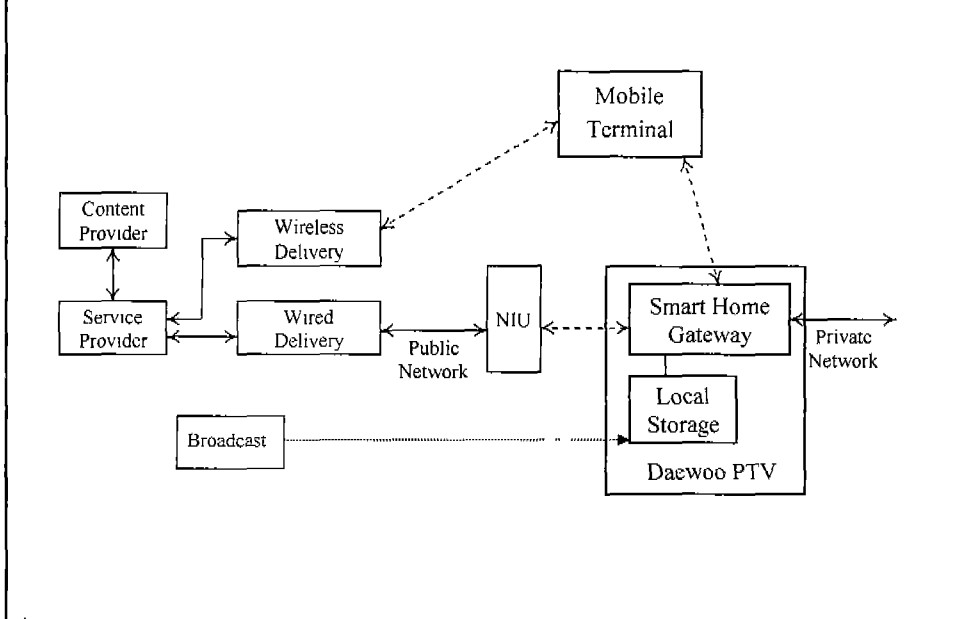 Mobile
Terminal
Content
Provider
Wireless
Delivery
Service
Provider
Wired
Delivery
Public
Network
NIU
Smart Home
Gateway
Private
Network
Local
Storage
Broadcast
Daewoo PTV